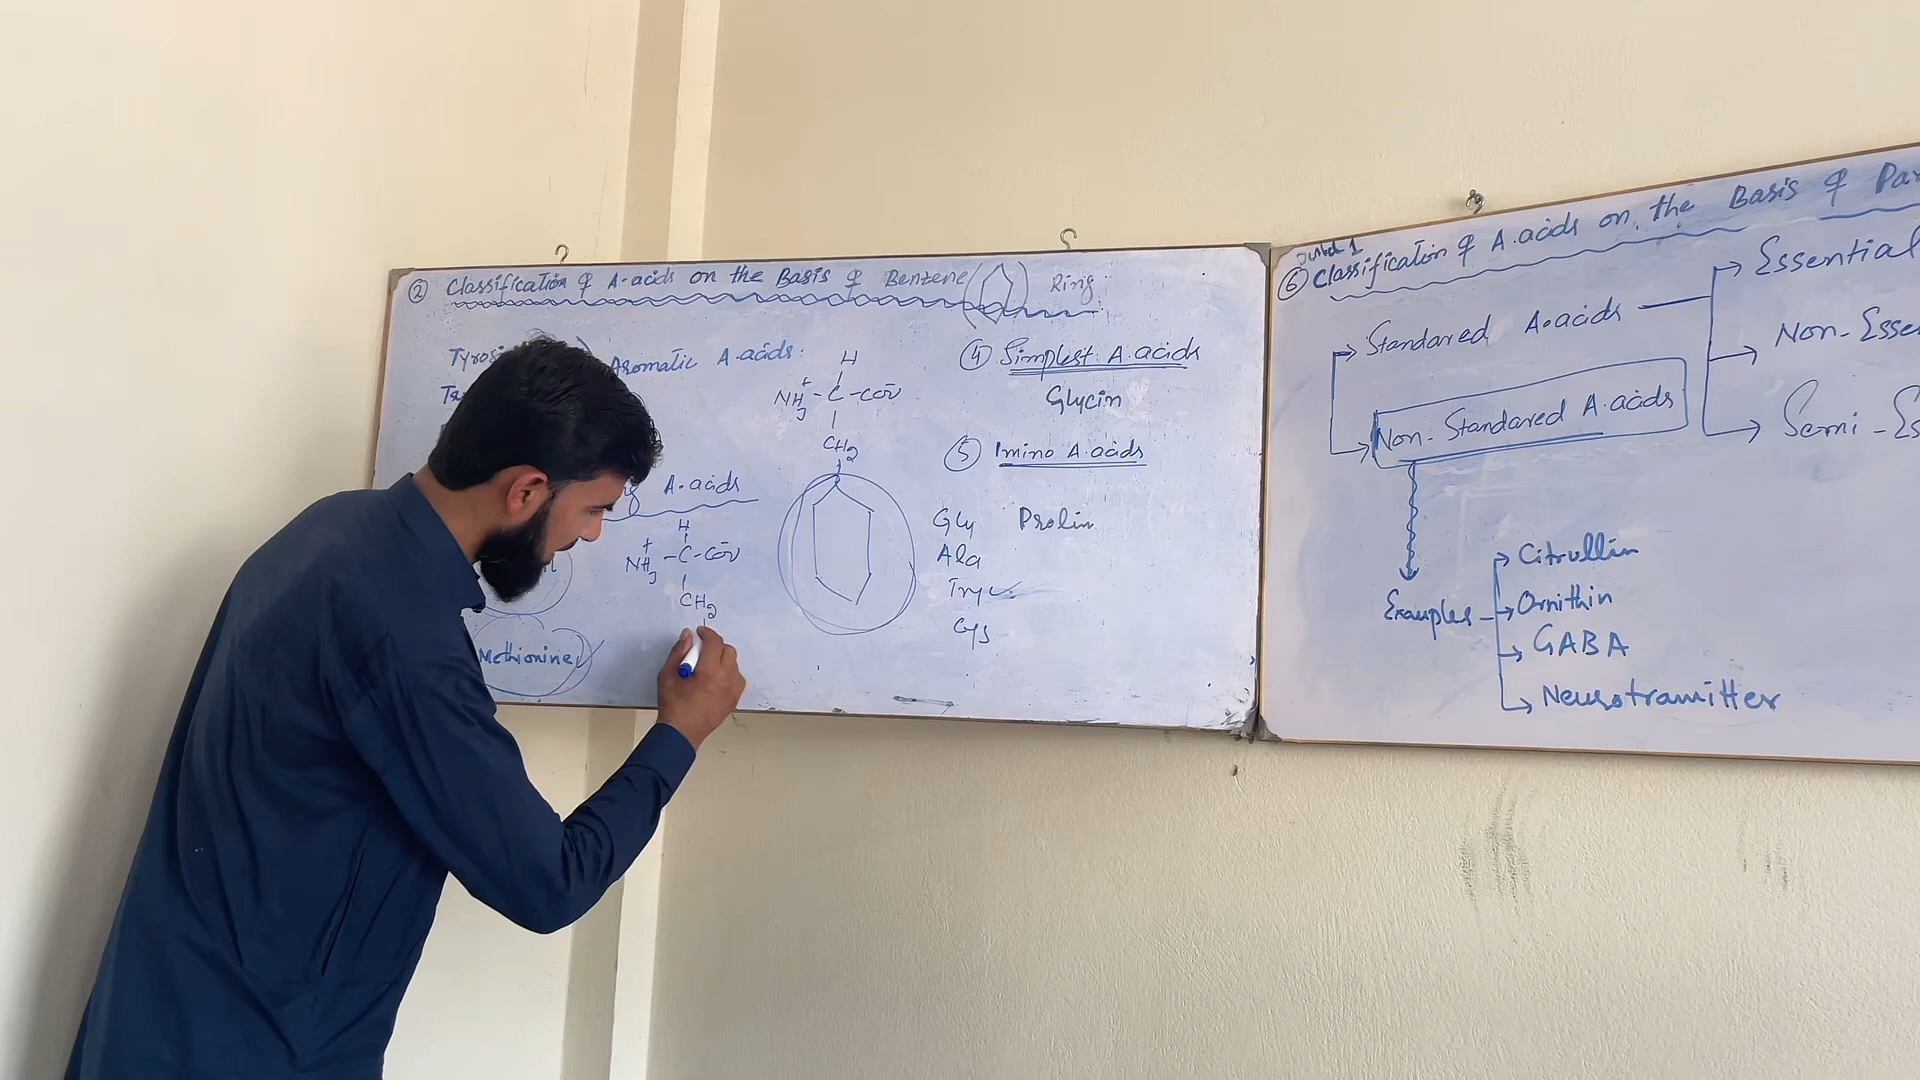 ② Classification of A-acids on the Basis of Benzene ( ) Ring
Aromatic A.acids.
H
NH3+ - C - COO-
CH2
A.acids
H
NH3+ - C - COO-
CH2
Methionine
④ Simplest A.acids
Glycin
⑤ Imino A.acids
Gly Prolin
Ala
Try
Cys
⑥ Classification of A.acids on the Basis of
Standared A.acids
Essential
Non-
Semi-
Non-Standared A.acids
Examples
Citrullin
Ornithin
GABA
Neurotramitter